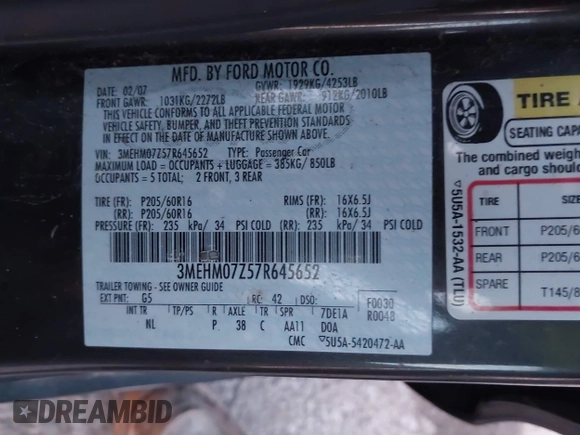 MFD. BY FORD MOTOR CO.
02/07 GVWR: 1929KG/4253LB
FRONT GAWR: 1031KG/2272LB REAR GAWR: 912KG/2010LB
THIS VEHICLE CONFORMS TO ALL APPLICABLE FEDERAL MOTOR
VEHICLE SAFETY, BUMPER, AND THEFT PREVENTION STANDARDS
IN EFFECT ON THE DATE OF MANUFACTURE SHOWN ABOVE.
VIN: 3MEHM07Z57R645652 TYPE: Passenger Car
MAXIMUM LOAD = OCCUPANTS + LUGGAGE = 385KG/ 850LB
OCCUPANTS = 5 TOTAL; 2 FRONT, 3 REAR
TIRE (FR): P205/60R16 RIMS (FR): 16X6.5J
(RR): P205/60R16 (RR): 16X6.5J
PRESSURE (FR): 235 kPa/ 34 PSI COLD (RR): 235 kPa/ 34 PSI COLD
3MEHM07Z57R645652
TRAILER TOWING - SEE OWNER GUIDE
EXT PNT: G5 RC: 42 DSO: F0030
R0048
INT TR TP/PS R AXLE TR SPR 7DE1A
NL P 38 C AA11 D0A
CMC ▽5U5A-5420472-AA
TIRE
SEATING CAPA
The combined weigh
and cargo shou
TIRE SIZE
FRONT P205/6
REAR P205/6
SPARE T145/8
▽5U5A-1532-AA (TLU)
DREAMBID